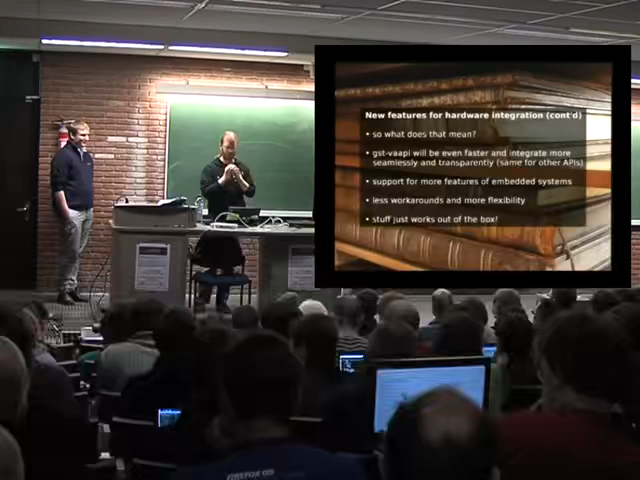 New features for hardware integration (cont'd)
• so what does that mean?
• gst-vaapi will be even faster and integrate more
seamlessly and transparently (same for other APIs)
• support for more features of embedded systems
• less workarounds and more flexibility
• stuff just works out of the box!
FIREFOX OS